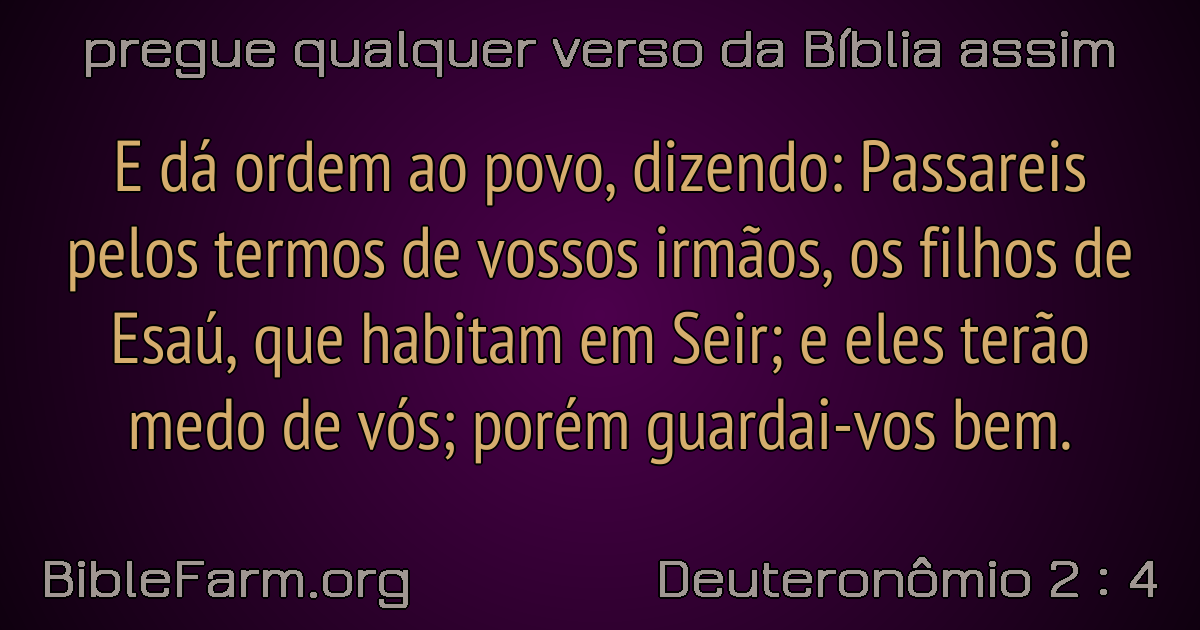 pregue qualquer verso da Bíblia assim
E dá ordem ao povo, dizendo: Passareis
pelos termos de vossos irmãos, os filhos de
Esaú, que habitam em Seir; e eles terão
medo de vós; porém guardai-vos bem.
BibleFarm.org
Deuteronômio 2 : 4